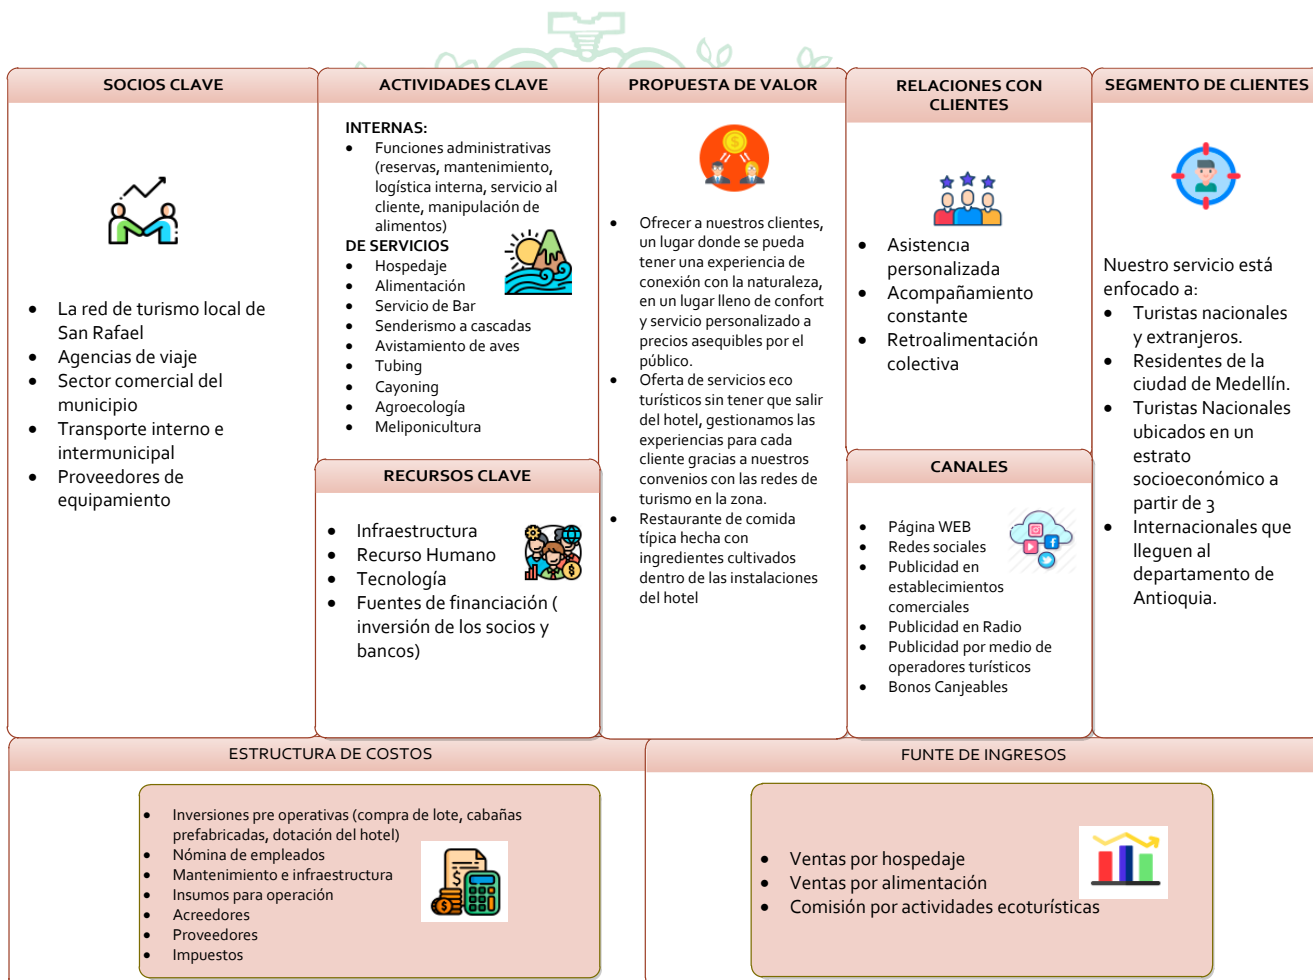 SOCIOS CLAVE
La red de turismo local de
San Rafael
Agencias de viaje
Sector comercial del
municipio
Transporte interno e
intermunicipal
Proveedores de
equipamiento
ACTIVIDADES CLAVE
INTERNAS:
Funciones administrativas
(reservas, mantenimiento,
logística interna, servicio al
cliente, manipulación de
alimentos)
DE SERVICIOS
Hospedaje
Alimentación
Servicio de Bar
Senderismo a cascadas
Avistamiento de aves
Tubing
Cayoning
Agroecología
Meliponicultura
RECURSOS CLAVE
Infraestructura
Recurso Humano
Tecnología
Fuentes de financiación (
inversión de los socios y
bancos)
PROPUESTA DE VALOR
Ofrecer a nuestros clientes,
un lugar donde se pueda
tener una experiencia de
conexión con la naturaleza,
en un lugar lleno de confort
y servicio personalizado a
precios asequibles por el
público.
Oferta de servicios eco
turísticos sin tener que salir
del hotel, gestionamos las
experiencias para cada
cliente gracias a nuestros
convenios con las redes de
turismo en la zona.
Restaurante de comida
típica hecha con
ingredientes cultivados
dentro de las instalaciones
del hotel
RELACIONES CON
CLIENTES
Asistencia
personalizada
Acompañamiento
constante
Retroalimentación
colectiva
CANALES
Página WEB
Redes sociales
Publicidad en
establecimientos
comerciales
Publicidad en Radio
Publicidad por medio de
operadores turísticos
Bonos Canjeables
SEGMENTO DE CLIENTES
Nuestro servicio está
enfocado a:
Turistas nacionales
y extranjeros.
Residentes de la
ciudad de Medellín.
Turistas Nacionales
ubicados en un
estrato
socioeconómico a
partir de 3
Internacionales que
lleguen al
departamento de
Antioquia.
ESTRUCTURA DE COSTOS
Inversiones pre operativas (compra de lote, cabañas
prefabricadas, dotación del hotel)
Nómina de empleados
Mantenimiento e infraestructura
Insumos para operación
Acreedores
Proveedores
Impuestos
FUNTE DE INGRESOS
Ventas por hospedaje
Ventas por alimentación
Comisión por actividades ecoturísticas